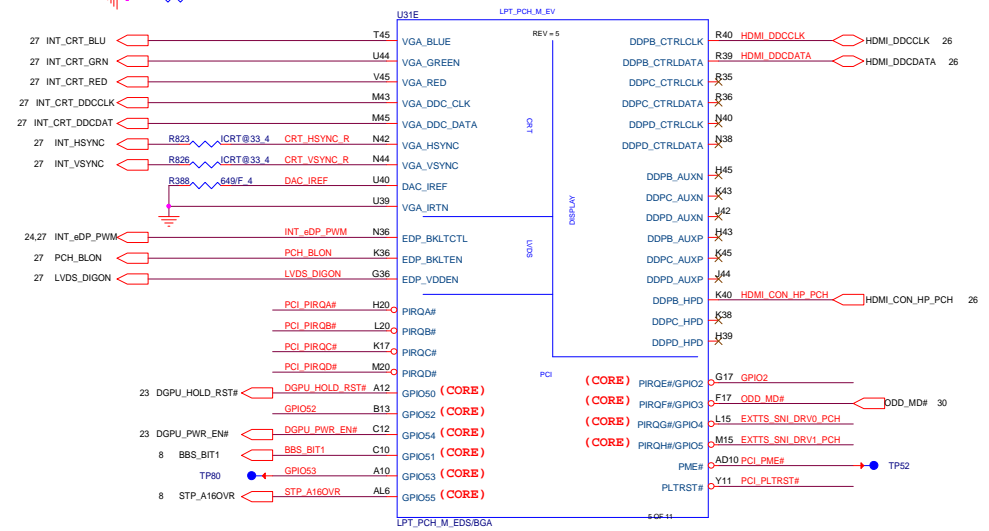 U31E
LPT_PCH_M_EV
REV = 5
27 INT_CRT_BLU T45 VGA_BLUE
27 INT_CRT_GRN U44 VGA_GREEN
27 INT_CRT_RED V45 VGA_RED
27 INT_CRT_DDCCLK M43 VGA_DDC_CLK
27 INT_CRT_DDCDAT M45 VGA_DDC_DATA
27 INT_HSYNC R823 ICRT@33_4 CRT_HSYNC_R N42 VGA_HSYNC
27 INT_VSYNC R826 ICRT@33_4 CRT_VSYNC_R N44 VGA_VSYNC
R388 649/F_4 DAC_IREF U40 DAC_IREF
U39 VGA_IRTN
24,27 INT_eDP_PWM INT_eDP_PWM N36 EDP_BKLTCTL
27 PCH_BLON PCH_BLON K36 EDP_BKLTEN
27 LVDS_DIGON LVDS_DIGON G36 EDP_VDDEN
PCI_PIRQA# H20 PIRQA#
PCI_PIRQB# L20 PIRQB#
PCI_PIRQC# K17 PIRQC#
PCI_PIRQD# M20 PIRQD#
23 DGPU_HOLD_RST# DGPU_HOLD_RST# A12 GPIO50 (CORE)
GPIO52 B13 GPIO52 (CORE)
23 DGPU_PWR_EN# DGPU_PWR_EN# C12 GPIO54 (CORE)
8 BBS_BIT1 BBS_BIT1 C10 GPIO51 (CORE)
TP80 GPIO53 A10 GPIO53 (CORE)
8 STP_A16OVR STP_A16OVR AL6 GPIO55 (CORE)
CRT
DISPLAY
LVDS
PCI
DDPB_CTRLCLK R40 HDMI_DDCCLK HDMI_DDCCLK 26
DDPB_CTRLDATA R39 HDMI_DDCDATA HDMI_DDCDATA 26
DDPC_CTRLCLK R35
DDPC_CTRLDATA R36
DDPD_CTRLCLK N40
DDPD_CTRLDATA N38
DDPB_AUXN H45
DDPC_AUXN K43
DDPD_AUXN J42
DDPB_AUXP H43
DDPC_AUXP K45
DDPD_AUXP J44
DDPB_HPD K40 HDMI_CON_HP_PCH HDMI_CON_HP_PCH 26
DDPC_HPD K38
DDPD_HPD H39
(CORE) PIRQE#/GPIO2 G17 GPIO2
(CORE) PIRQF#/GPIO3 F17 ODD_MD# ODD_MD# 30
(CORE) PIRQG#/GPIO4 L15 EXTTS_SNI_DRV0_PCH
(CORE) PIRQH#/GPIO5 M15 EXTTS_SNI_DRV1_PCH
PME# AD10 PCI_PME# TP52
PLTRST# Y11 PCI_PLTRST#
5 OF 11
LPT_PCH_M_EDS/BGA